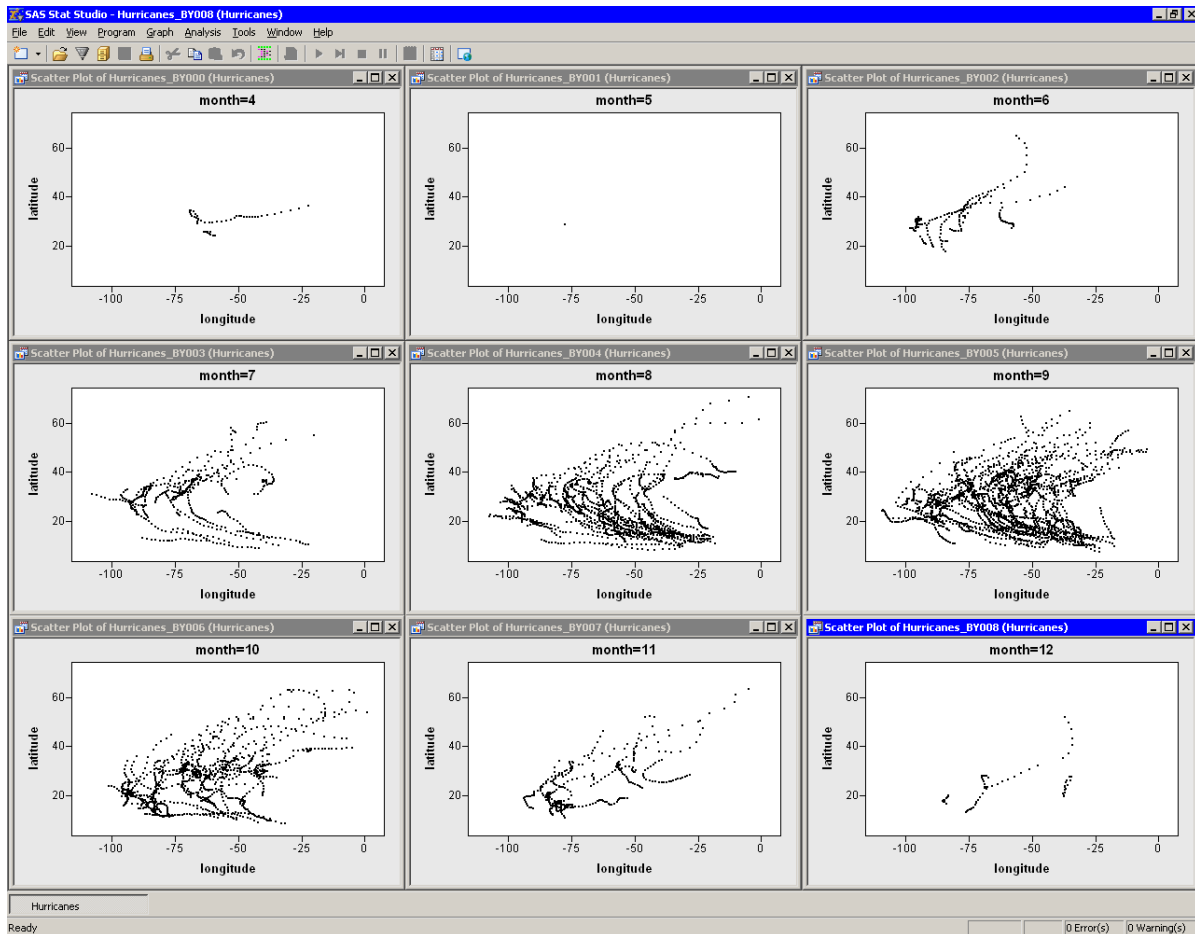 SAS Stat Studio - Hurricanes_BY008 (Hurricanes)
File Edit View Program Graph Analysis Tools Window Help
Scatter Plot of Hurricanes_BY000 (Hurricanes)
month=4
60
40
20
latitude
-100 -75 -50 -25 0
longitude
Scatter Plot of Hurricanes_BY001 (Hurricanes)
month=5
60
40
20
latitude
-100 -75 -50 -25 0
longitude
Scatter Plot of Hurricanes_BY002 (Hurricanes)
month=6
60
40
20
latitude
-100 -75 -50 -25 0
longitude
Scatter Plot of Hurricanes_BY003 (Hurricanes)
month=7
60
40
20
latitude
-100 -75 -50 -25 0
longitude
Scatter Plot of Hurricanes_BY004 (Hurricanes)
month=8
60
40
20
latitude
-100 -75 -50 -25 0
longitude
Scatter Plot of Hurricanes_BY005 (Hurricanes)
month=9
60
40
20
latitude
-100 -75 -50 -25 0
longitude
Scatter Plot of Hurricanes_BY006 (Hurricanes)
month=10
60
40
20
latitude
-100 -75 -50 -25 0
longitude
Scatter Plot of Hurricanes_BY007 (Hurricanes)
month=11
60
40
20
latitude
-100 -75 -50 -25 0
longitude
Scatter Plot of Hurricanes_BY008 (Hurricanes)
month=12
60
40
20
latitude
-100 -75 -50 -25 0
longitude
Hurricanes
Ready
0 Error(s) 0 Warning(s)